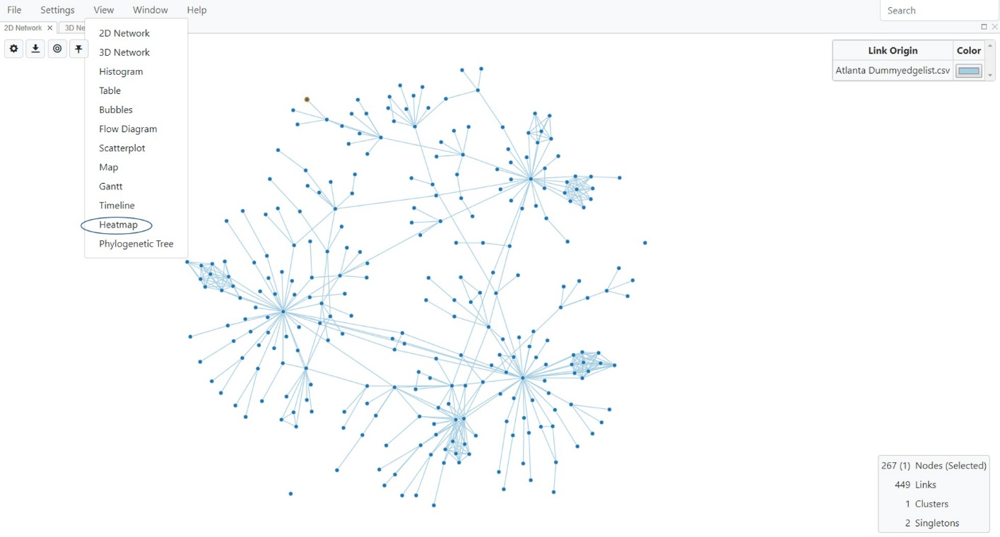 File Settings View Window Help Search
2D Network × 3D Ne
2D Network
3D Network
Histogram
Table
Bubbles
Flow Diagram
Scatterplot
Map
Gantt
Timeline
Heatmap
Phylogenetic Tree
Link Origin Color
Atlanta Dummyedgelist.csv
267 (1) Nodes (Selected)
449 Links
1 Clusters
2 Singletons